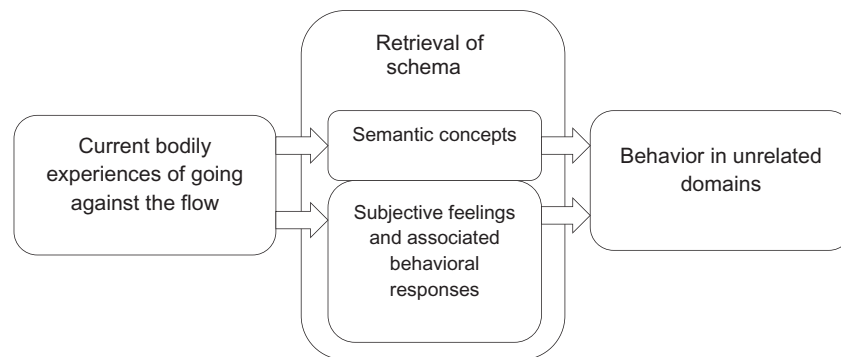 Current bodily
experiences of going
against the flow
Retrieval of
schema
Semantic concepts
Subjective feelings
and associated
behavioral
responses
Behavior in unrelated
domains